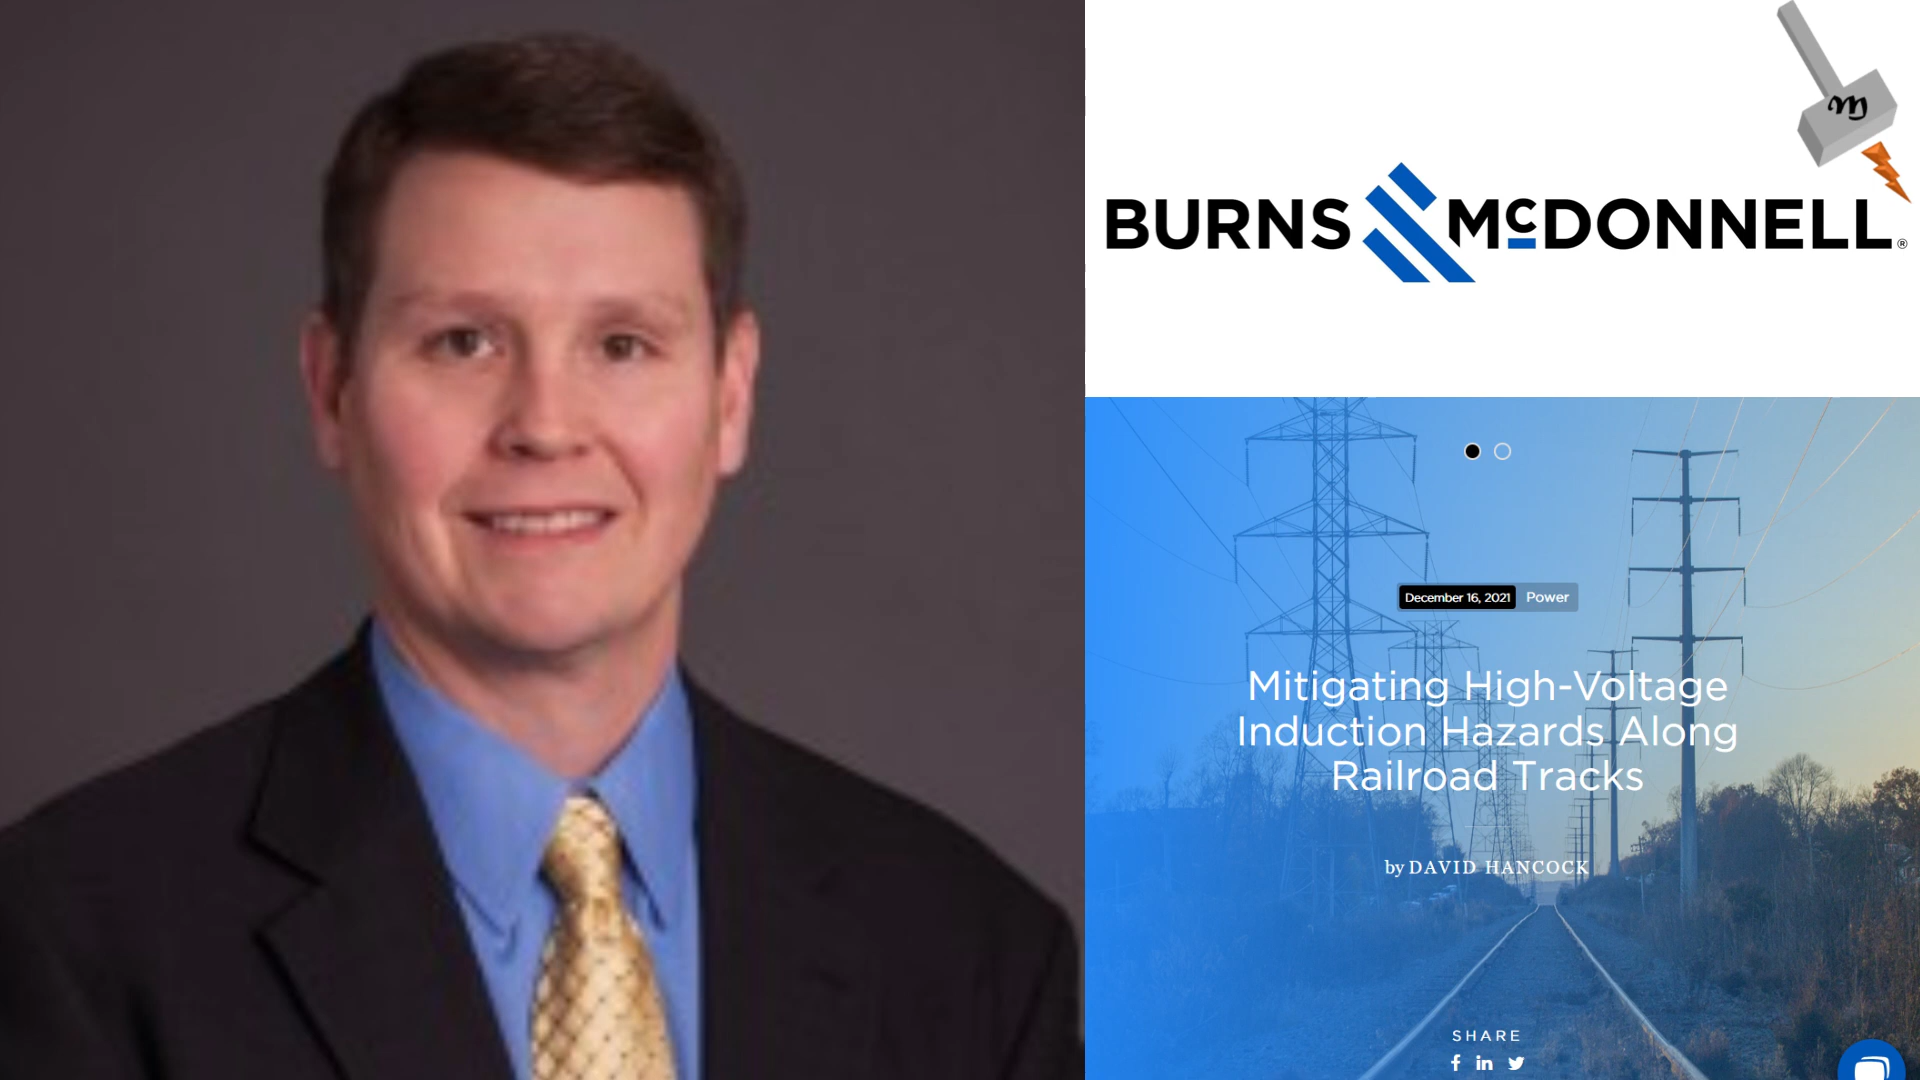 BURNS & McDONNELL®
m
December 16, 2021 Power
Mitigating High-Voltage
Induction Hazards Along
Railroad Tracks
by DAVID HANCOCK
SHARE